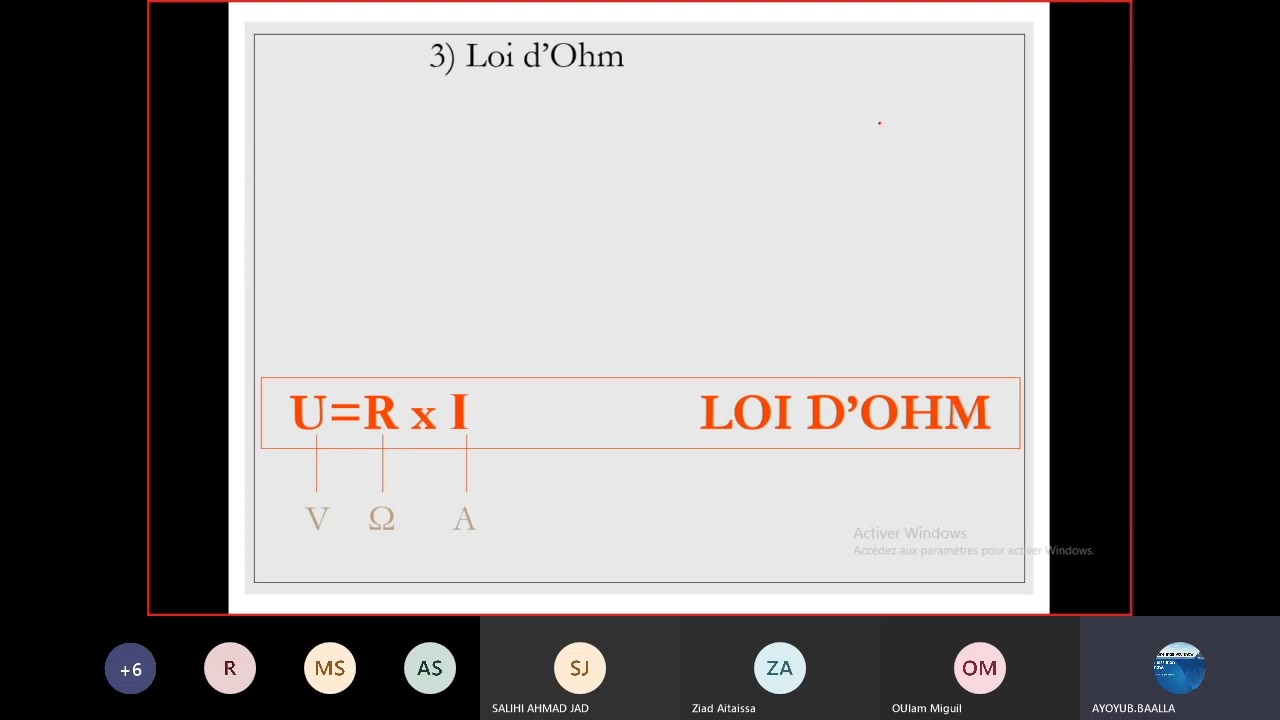 3) Loi d’Ohm
U=R x I LOI D’OHM
V Ω A
Activer Windows
Accédez aux paramètres pour activer Windows.
+6 R MS AS SJ ZA OM
SALIHI AHMAD JAD Ziad Aitaissa OUlam Miguil AYOYUB.BAALLA